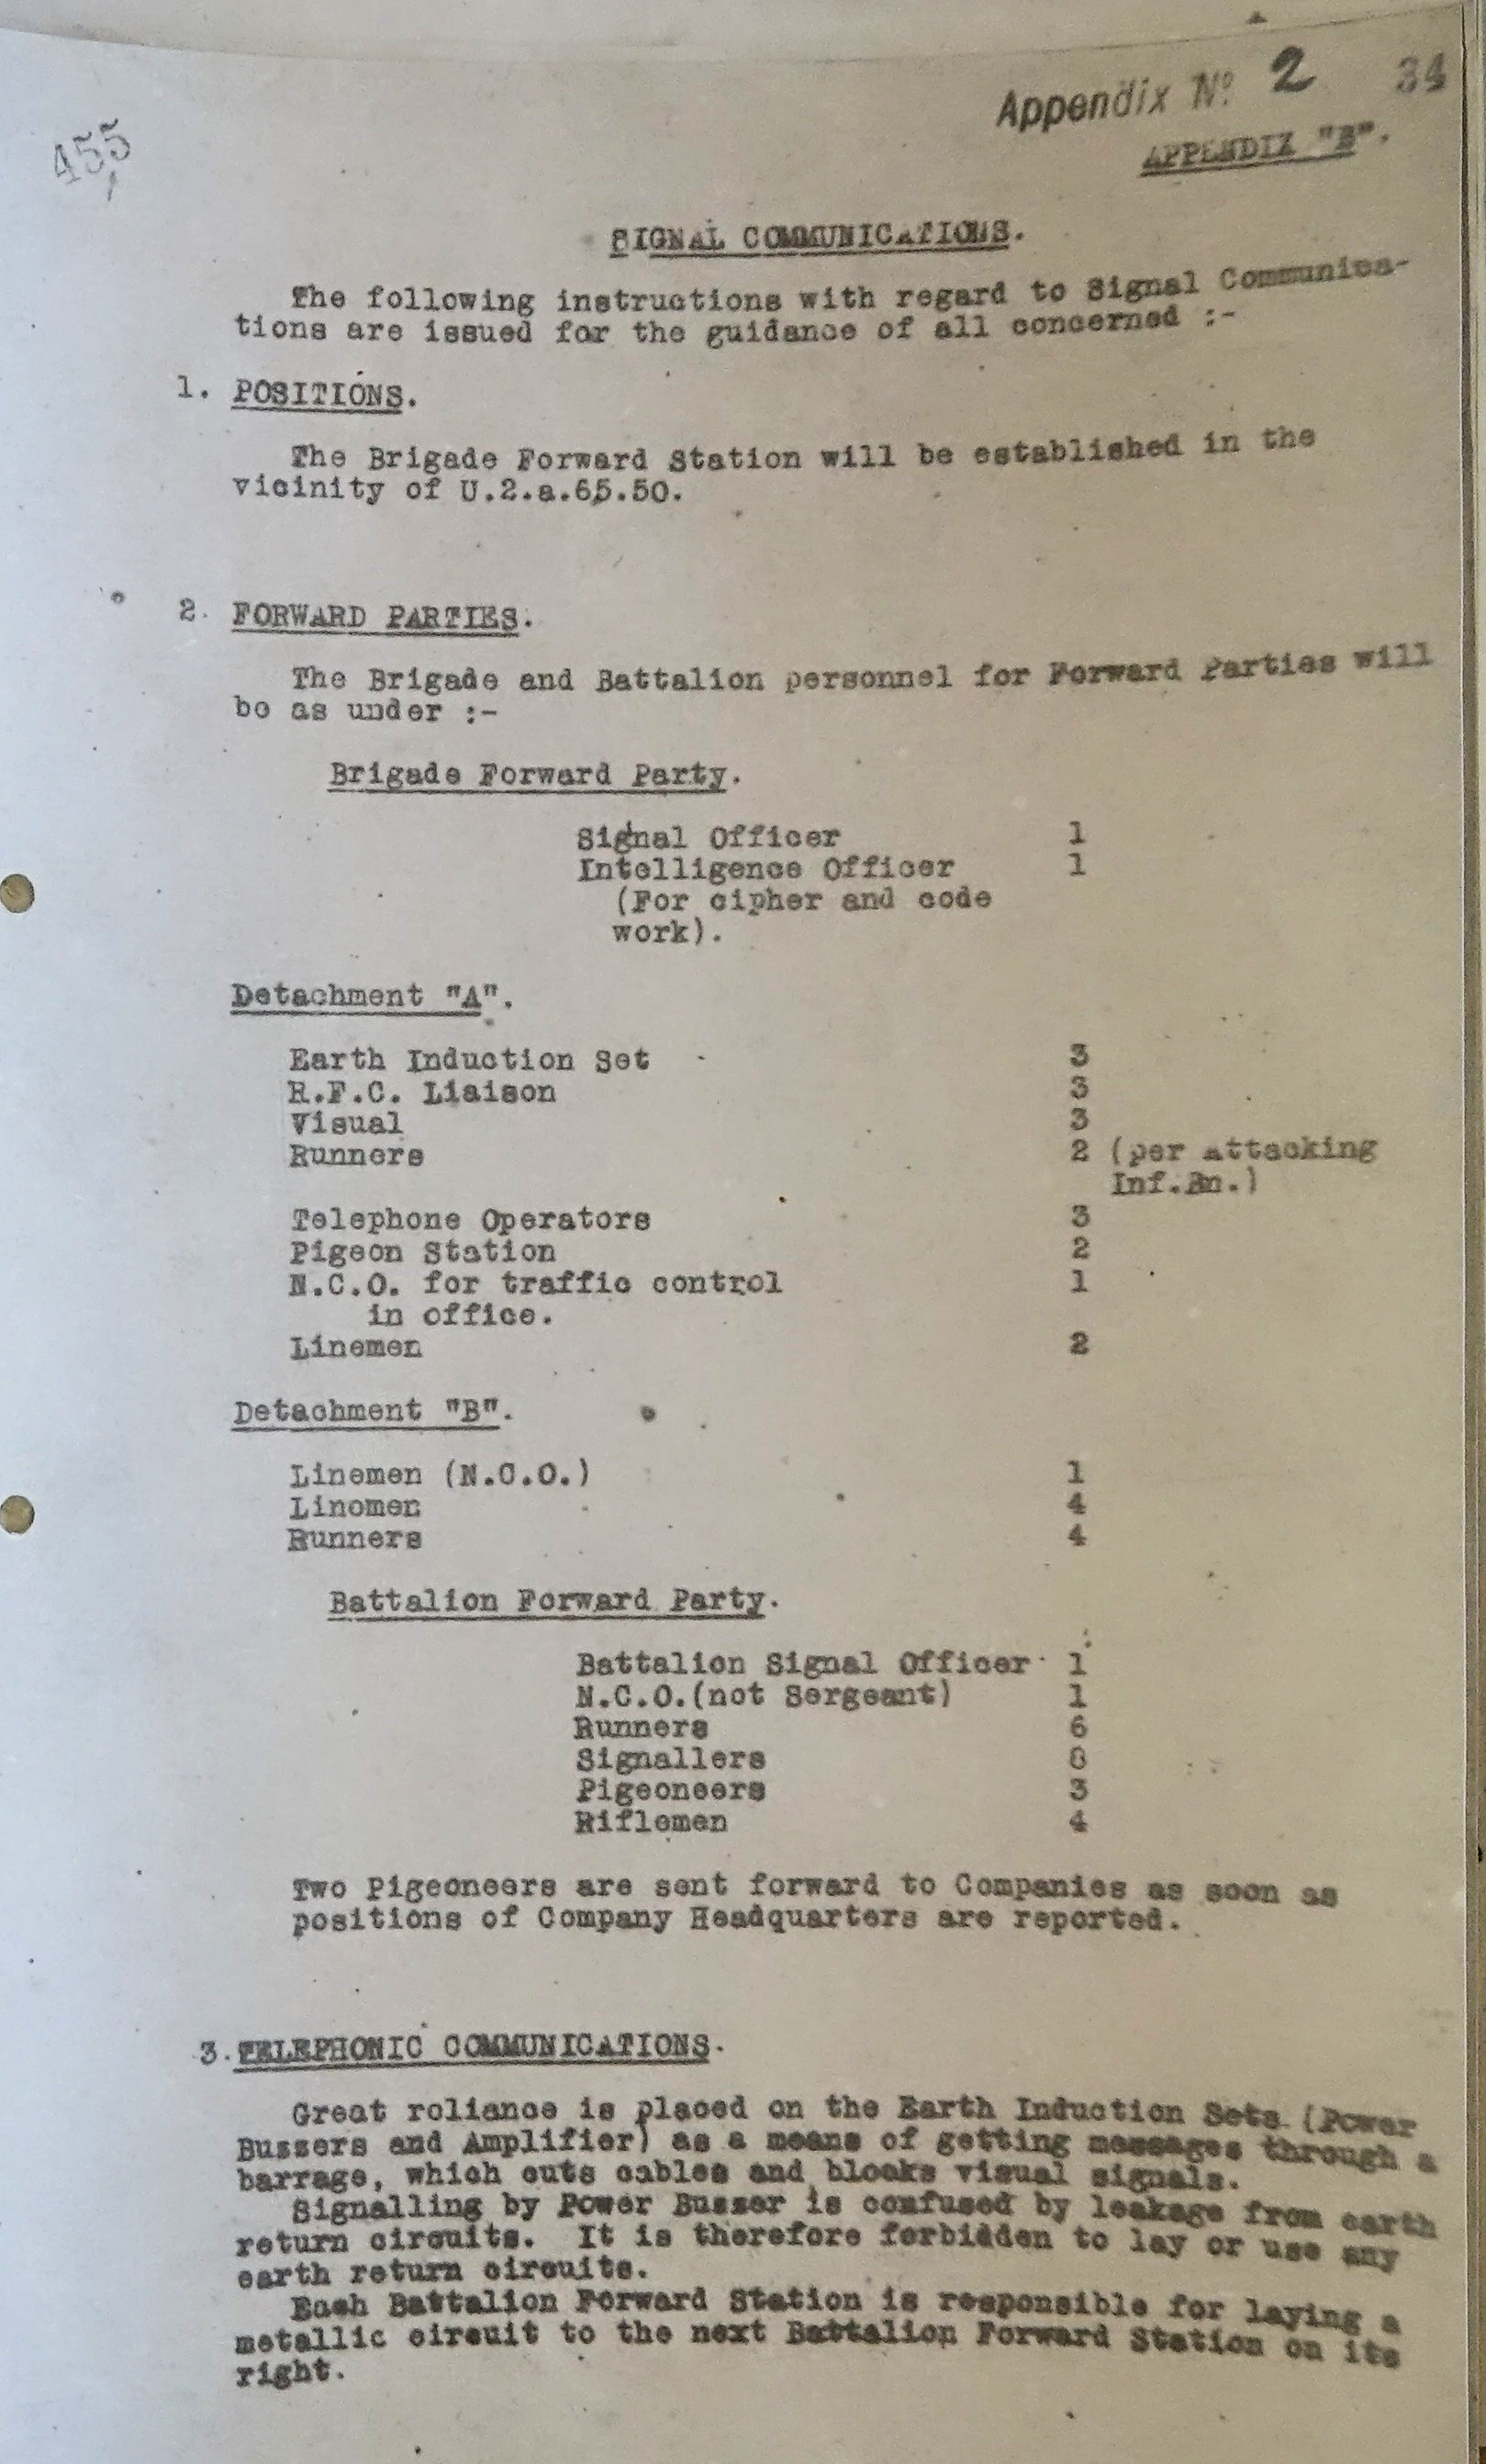 Appendix No. 2 34
455
APPENDIX "B".
SIGNAL COMMUNICATIONS.
The following instructions with regard to Signal Communica-
tions are issued for the guidance of all concerned :-
1. POSITIONS.
The Brigade Forward Station will be established in the
vicinity of U.2.a.65.50.
2. FORWARD PARTIES.
The Brigade and Battalion personnel for Forward Parties will
be as under :-
Brigade Forward Party.
Signal Officer 1
Intelligence Officer 1
(For cipher and code
work).
Detachment "A".
Earth Induction Set 3
R.F.C. Liaison 3
Visual 3
Runners 2 (per Attacking
Inf.Bn.)
Telephone Operators 3
Pigeon Station 2
N.C.O. for traffic control 1
in office.
Linemen 2
Detachment "B".
Linemen (N.C.O.) 1
Linemen 4
Runners 4
Battalion Forward Party.
Battalion Signal Officer 1
N.C.O.(not Sergeant) 1
Runners 6
Signallers 8
Pigeoneers 3
Riflemen 4
Two Pigeoneers are sent forward to Companies as soon as
positions of Company Headquarters are reported.
3. TELEPHONIC COMMUNICATIONS.
Great reliance is placed on the Earth Induction Sets (Power
Buzzers and Amplifier) as a means of getting messages through a
barrage, which cuts cables and blocks visual signals.
Signalling by Power Buzzer is confused by leakage from earth
return circuits. It is therefore forbidden to lay or use any
earth return circuits.
Each Battalion Forward Station is responsible for laying a
metallic circuit to the next Battalion Forward Station on its
right.